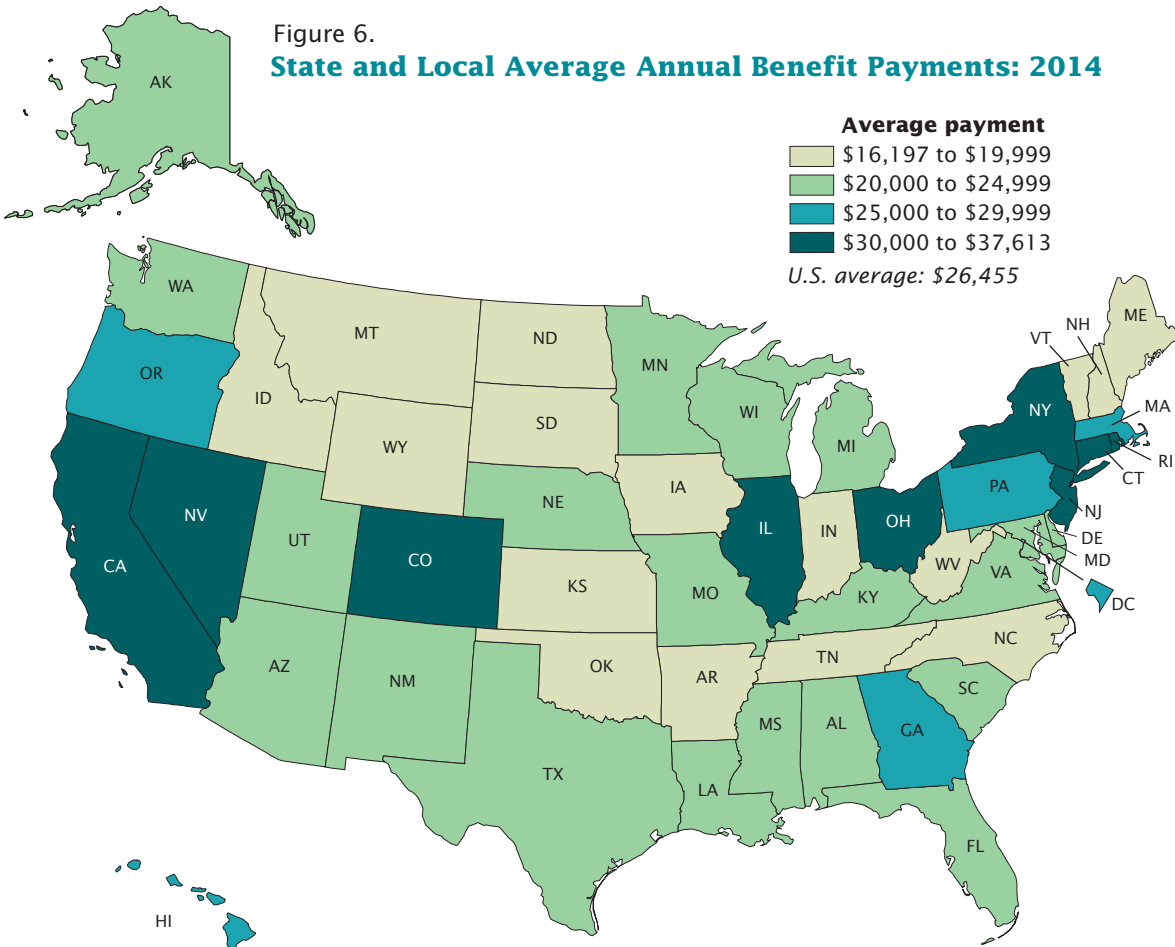 Figure 6.
State and Local Average Annual Benefit Payments: 2014
AK
Average payment
$16,197 to $19,999
$20,000 to $24,999
$25,000 to $29,999
$30,000 to $37,613
U.S. average: $26,455
WA
MT
ND
MN
VT
NH
ME
OR
ID
WY
SD
WI
MI
NY
MA
RI
CT
NV
UT
CO
NE
IA
IL
IN
OH
PA
NJ
DE
MD
DC
CA
KS
MO
KY
WV
VA
AZ
NM
OK
AR
TN
NC
SC
TX
LA
MS
AL
GA
FL
HI